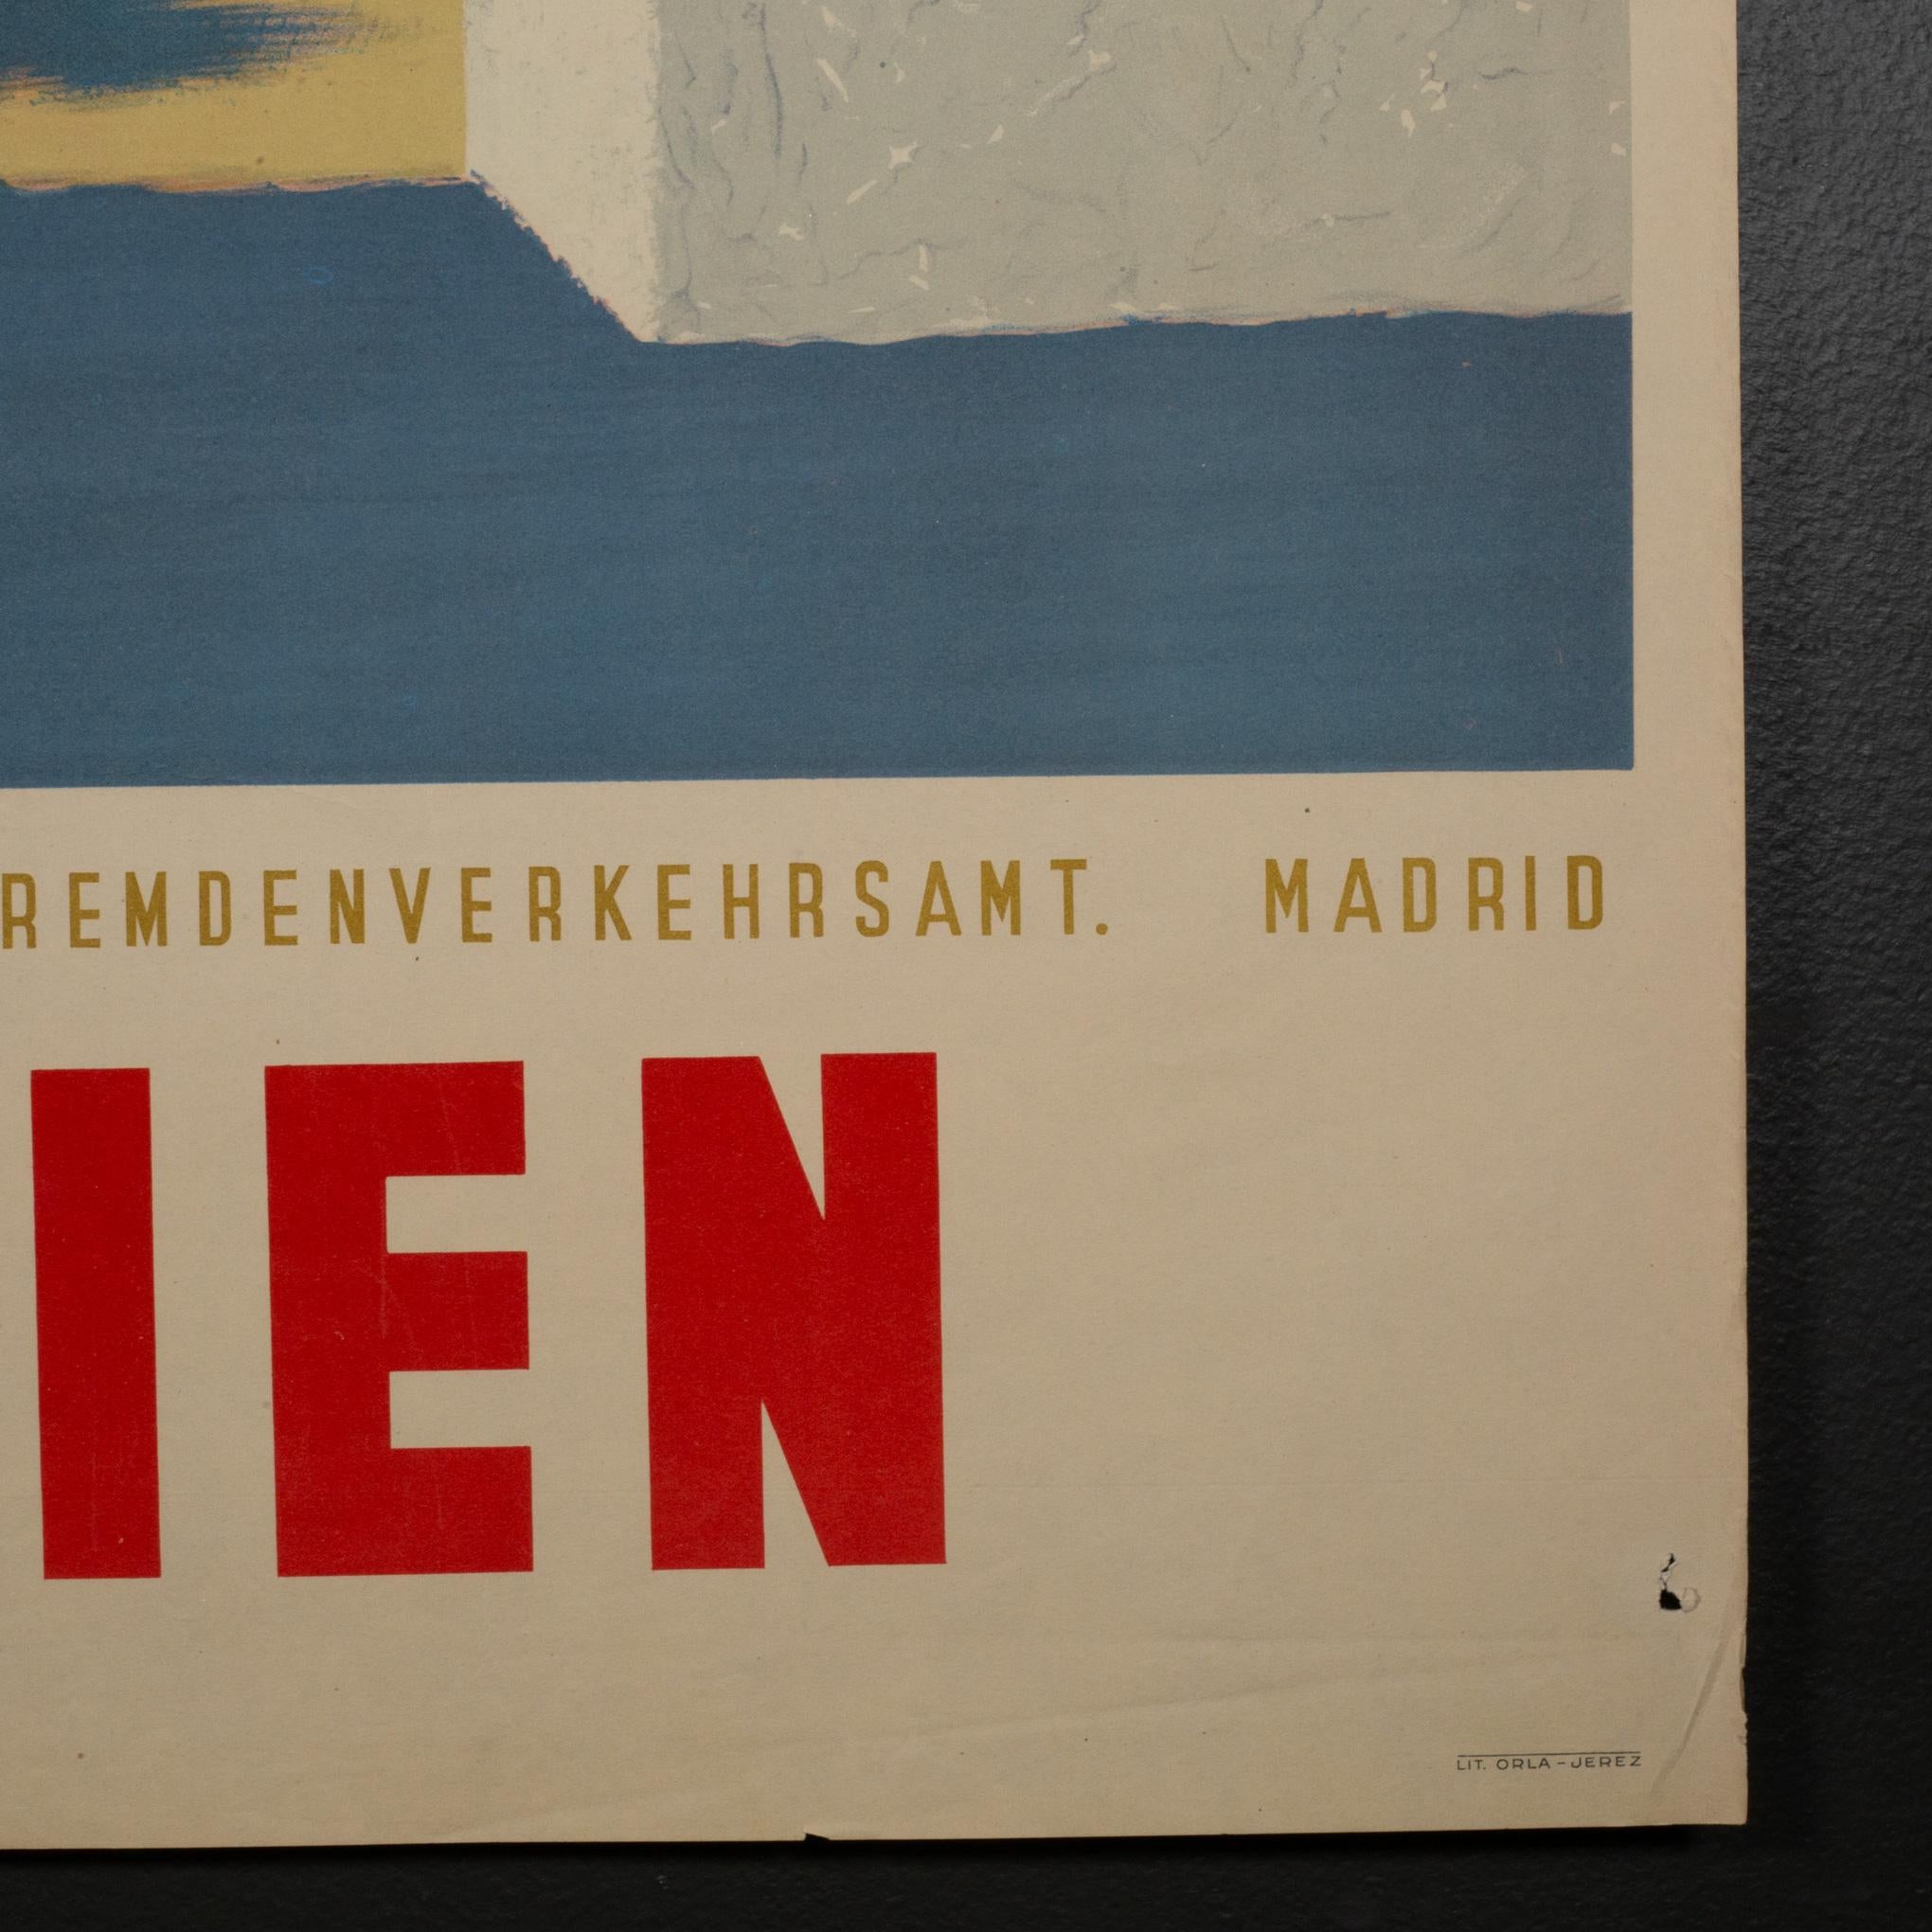 REMDENVERKEHRSAMT. MADRID
IEN
LIT. ORLA-JEREZ